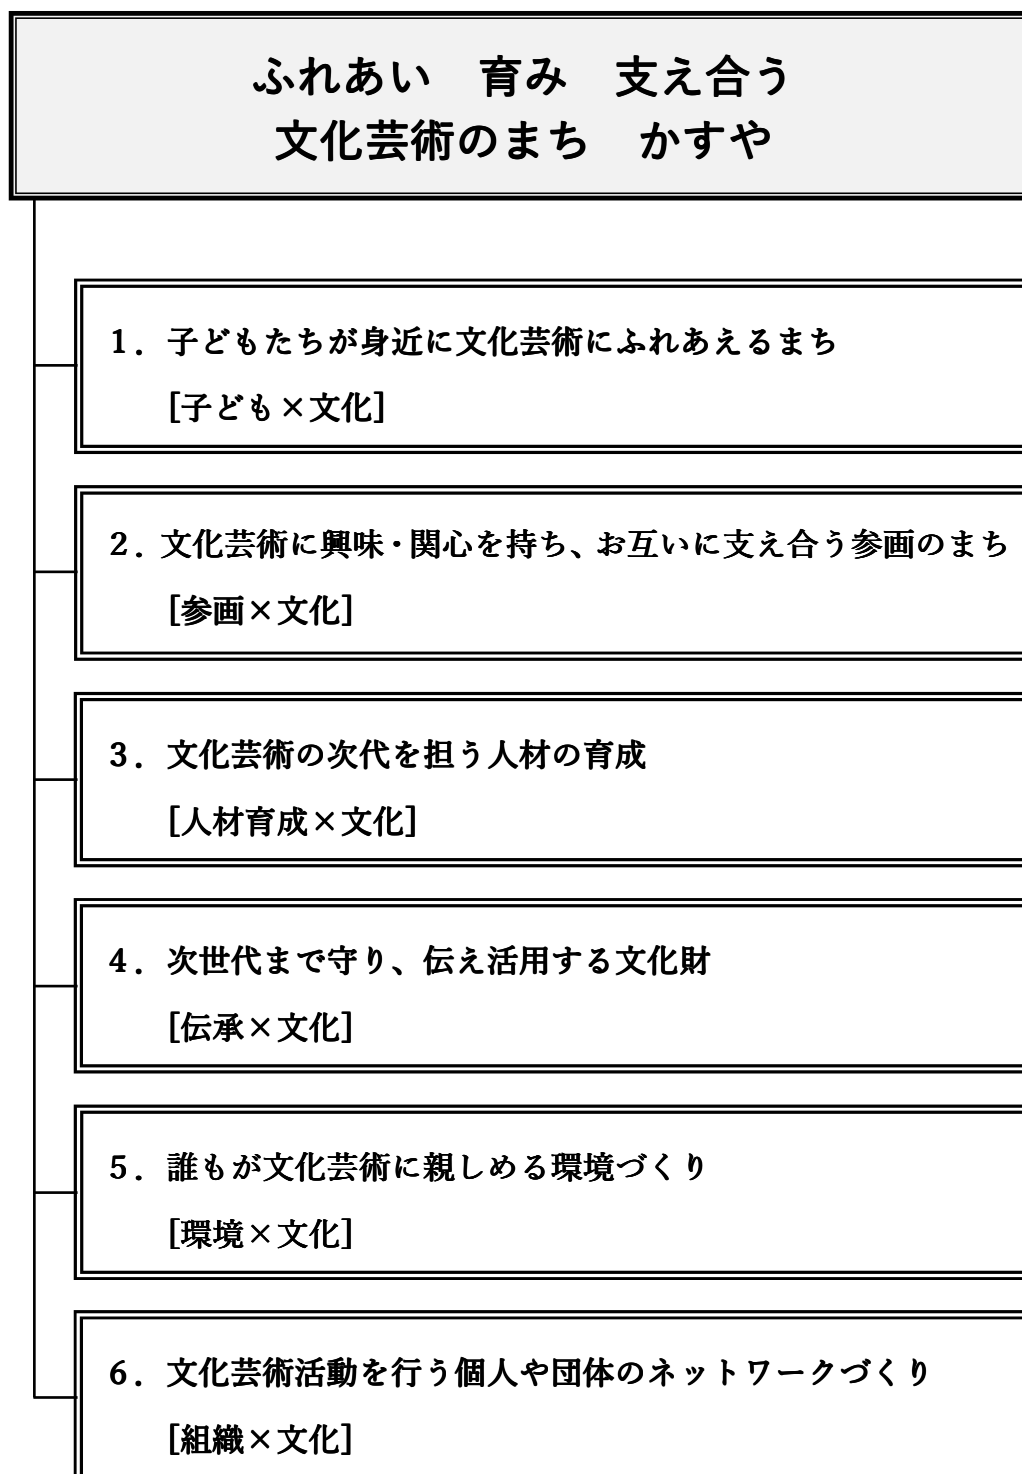 ふれあい　育み　支え合う
文化芸術のまち　かすや
１．子どもたちが身近に文化芸術にふれあえるまち
［子ども×文化］
２．文化芸術に興味・関心を持ち、お互いに支え合う参画のまち
［参画×文化］
３．文化芸術の次代を担う人材の育成
［人材育成×文化］
４．次世代まで守り、伝え活用する文化財
［伝承×文化］
５．誰もが文化芸術に親しめる環境づくり
［環境×文化］
６．文化芸術活動を行う個人や団体のネットワークづくり
［組織×文化］